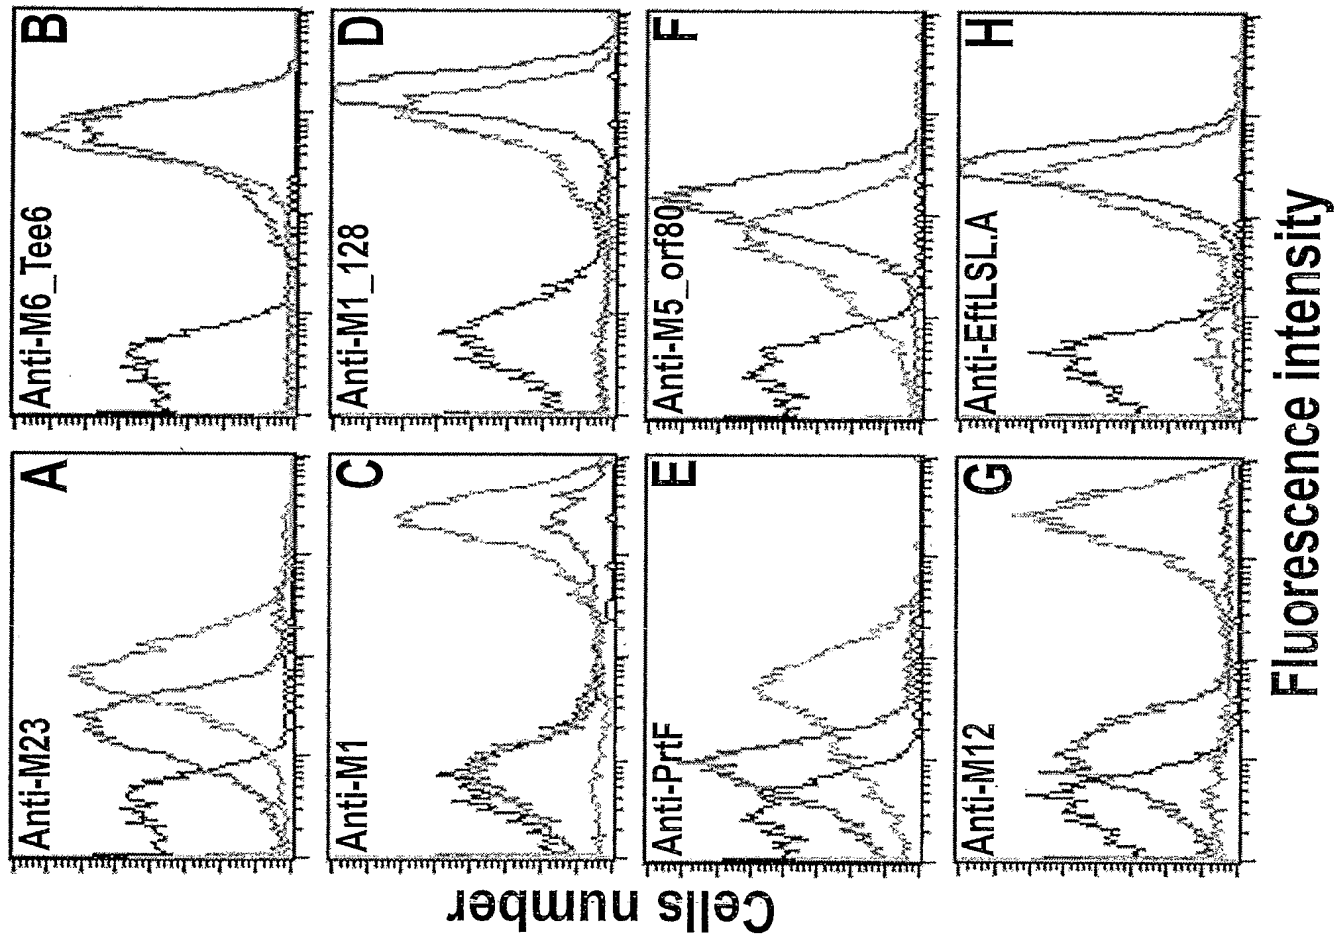 A
Anti-M23
B
Anti-M6_Tee6
C
Anti-M1
D
Anti-M1_128
E
Anti-PrtF
F
Anti-M5_orf80
G
Anti-M12
H
Anti-EftLSL.A
Cells number
Fluorescence intensity